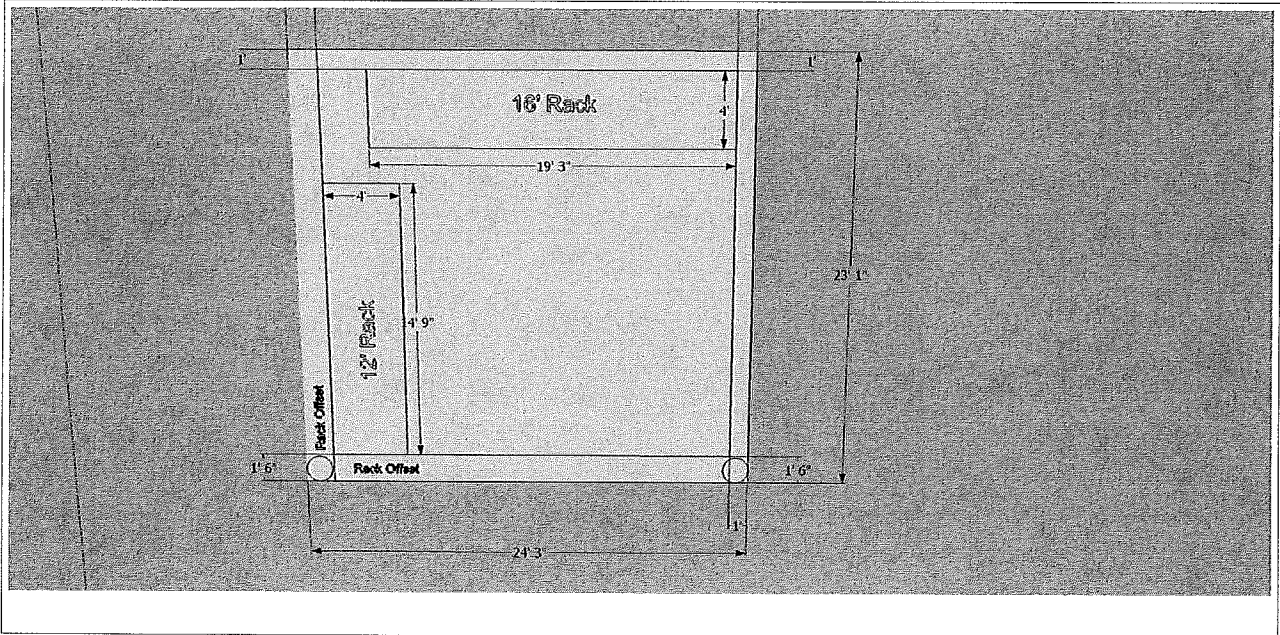 1'
1'
16' Rack
4'
19' 3"
4'
23' 1"
12' Rack
4' 9"
Rack Offset
1' 6"
Rack Offset
1' 6"
1'
24' 3"